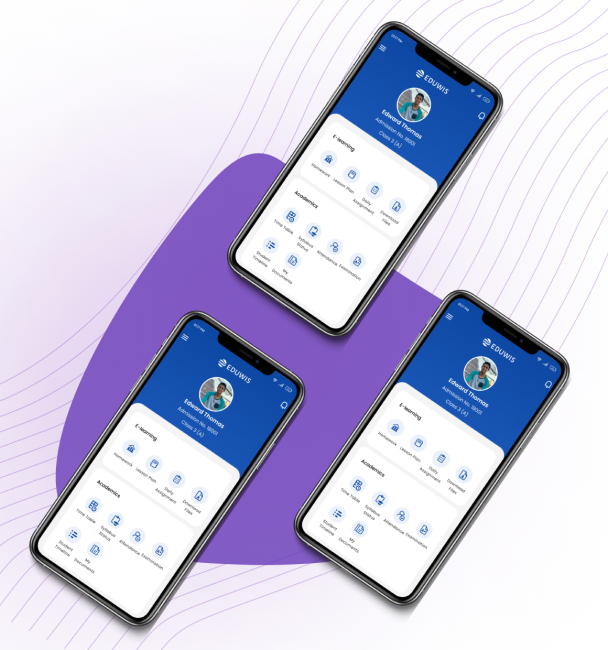 EDUWIS
Edward Thomas
Admission No. 18001
Class 3 (A)
E-learning
Homework
Lesson Plan
Daily
Assignment
Download
Files
Academics
Time Table
Syllabus
Status
Attendance
Examination
Student
Timeline
My
Documents
EDUWIS
Edward Thomas
Admission No. 18001
Class 3 (A)
E-learning
Homework
Lesson Plan
Daily
Assignment
Download
Files
Academics
Time Table
Syllabus
Status
Attendance
Examination
Student
Timeline
My
Documents
EDUWIS
Edward Thomas
Admission No. 18001
Class 3 (A)
E-learning
Homework
Lesson Plan
Daily
Assignment
Download
Files
Academics
Time Table
Syllabus
Status
Attendance
Examination
Student
Timeline
My
Documents